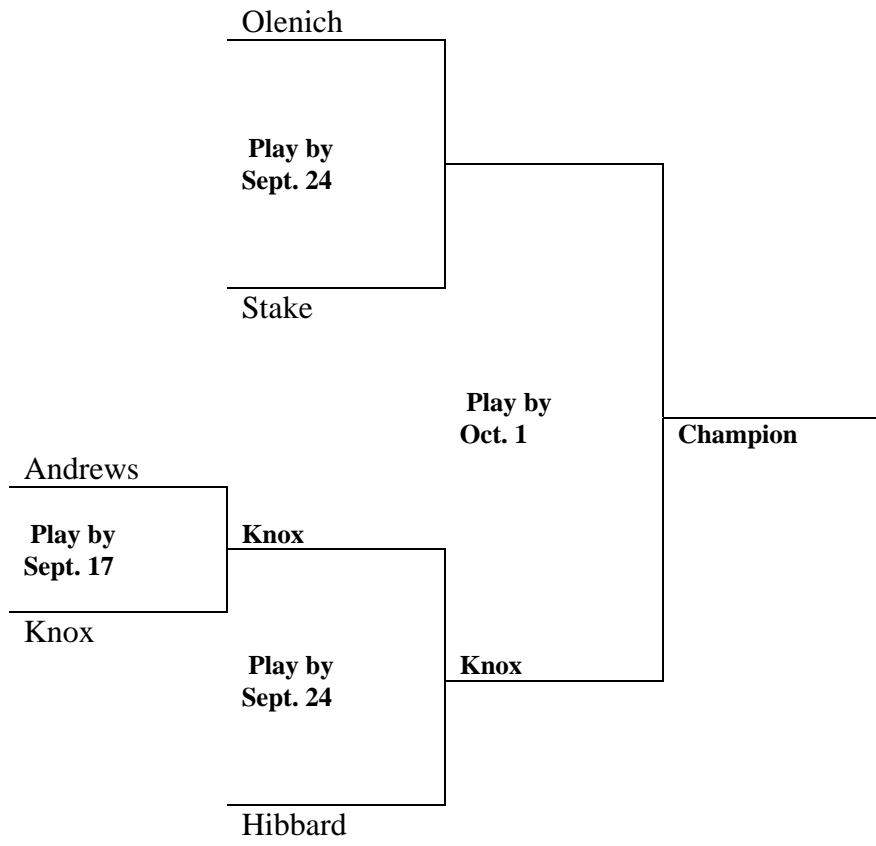 Olenich
Play by
Sept. 24
Stake
Play by
Oct. 1
Champion
Andrews
Play by
Sept. 17
Knox
Knox
Play by
Sept. 24
Knox
Hibbard